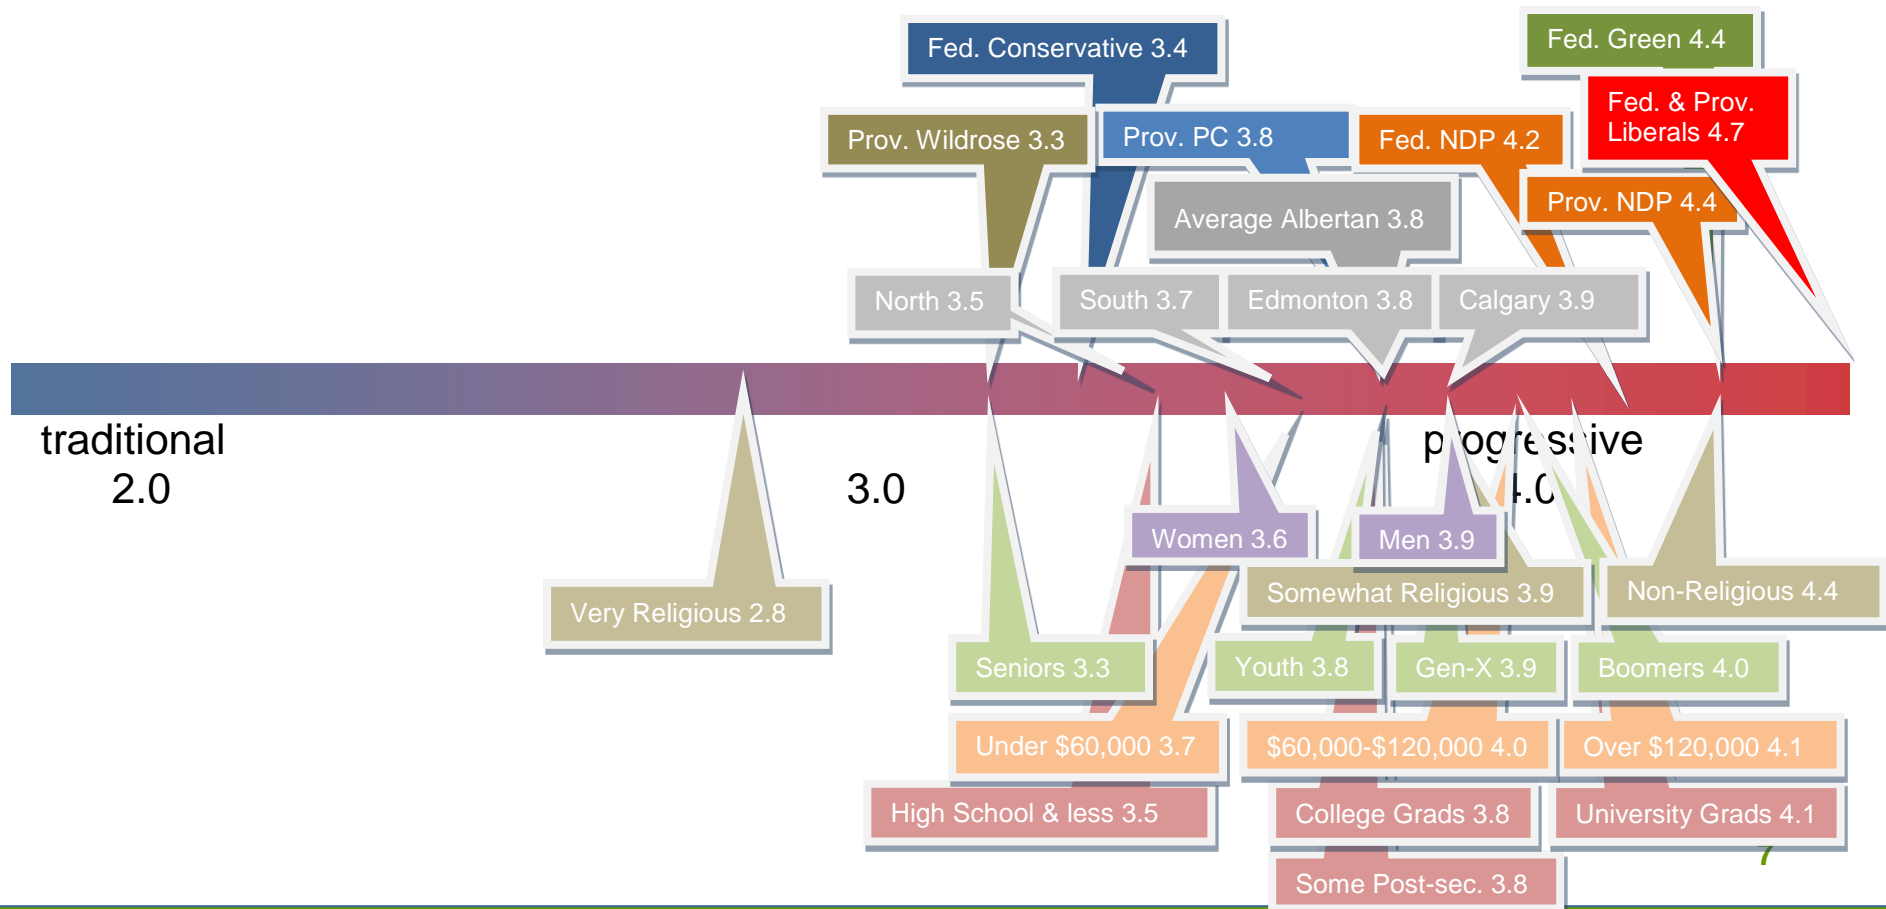 Fed. Conservative 3.4
Fed. Green 4.4
Fed. & Prov.
Liberals 4.7
Prov. Wildrose 3.3
Prov. PC 3.8
Fed. NDP 4.2
Prov. NDP 4.4
Average Albertan 3.8
North 3.5
South 3.7
Edmonton 3.8
Calgary 3.9
traditional
2.0
3.0
progressive
4.0
Women 3.6
Men 3.9
Very Religious 2.8
Somewhat Religious 3.9
Non-Religious 4.4
Seniors 3.3
Youth 3.8
Gen-X 3.9
Boomers 4.0
Under $60,000 3.7
$60,000-$120,000 4.0
Over $120,000 4.1
High School & less 3.5
College Grads 3.8
University Grads 4.1
7
Some Post-sec. 3.8